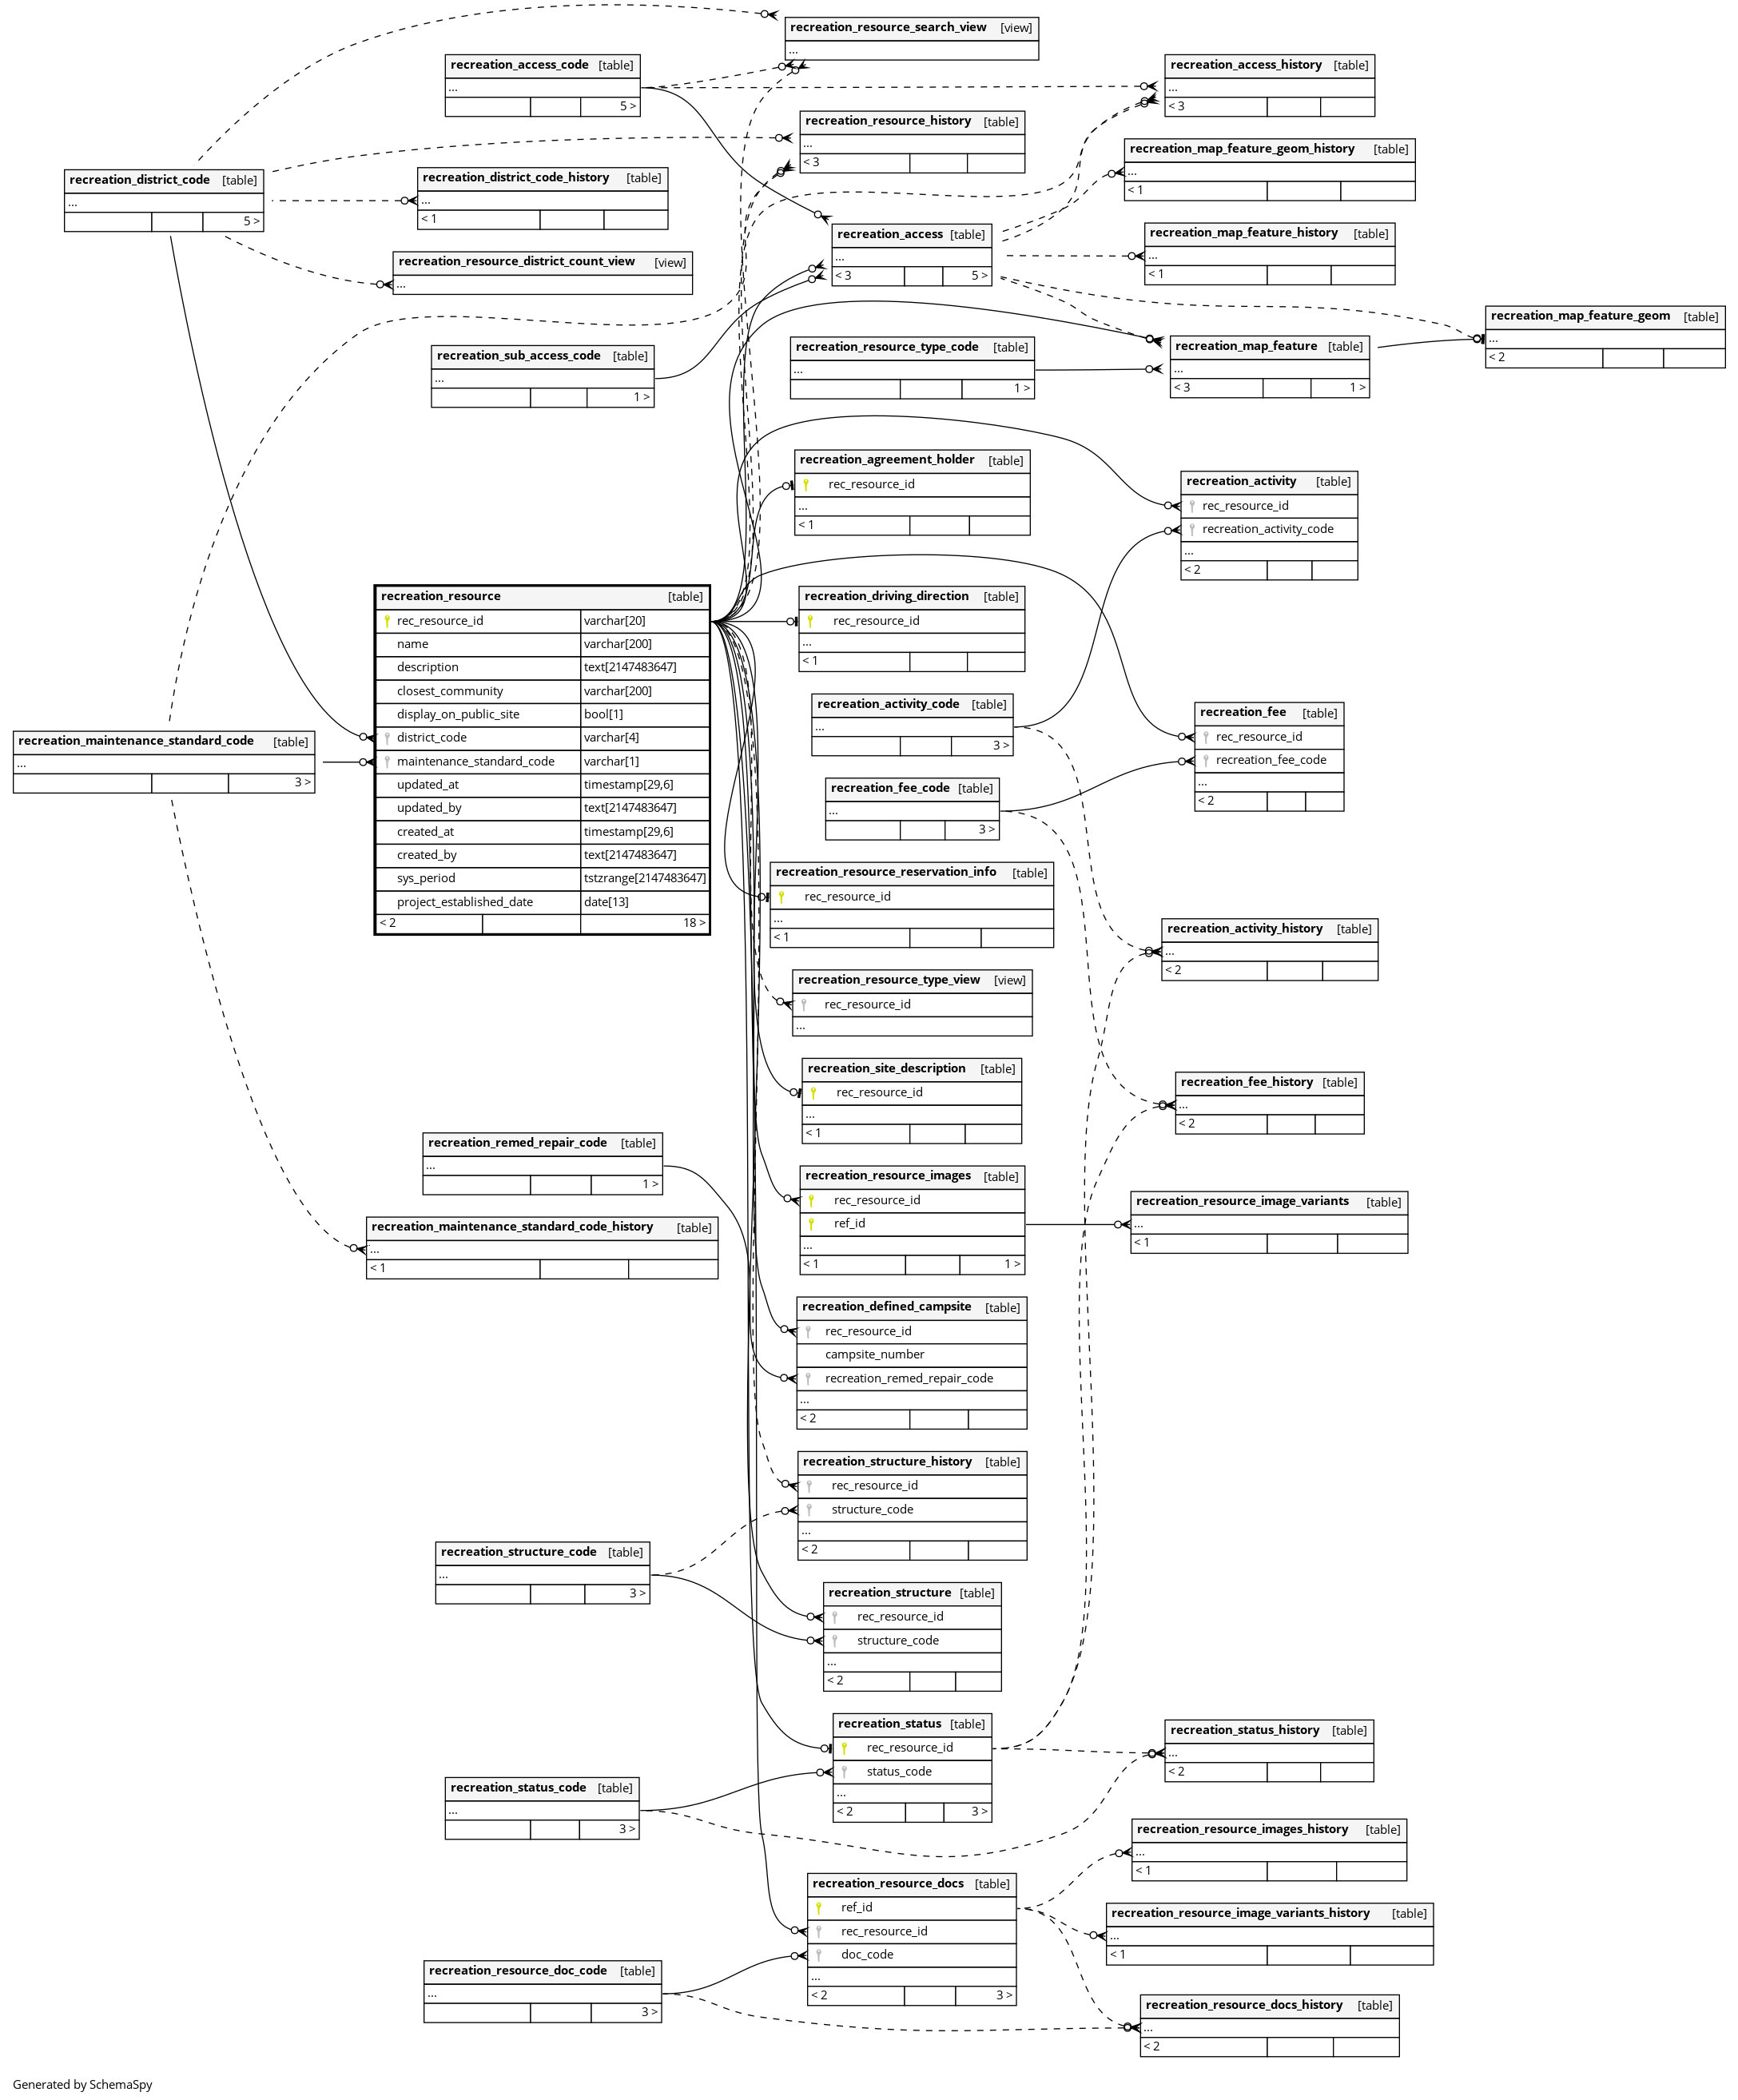 recreation_resource_search_view [view]
...
recreation_access_code [table]
...
5 >
recreation_access_history [table]
...
< 3
recreation_resource_history [table]
...
< 3
recreation_map_feature_geom_history [table]
...
< 1
recreation_district_code [table]
...
5 >
recreation_district_code_history [table]
...
< 1
recreation_access [table]
...
< 3 5 >
recreation_map_feature_history [table]
...
< 1
recreation_resource_district_count_view [view]
...
recreation_map_feature_geom [table]
...
< 2
recreation_sub_access_code [table]
...
1 >
recreation_resource_type_code [table]
...
1 >
recreation_map_feature [table]
...
< 3 1 >
recreation_agreement_holder [table]
rec_resource_id
...
< 1
recreation_activity [table]
rec_resource_id
recreation_activity_code
...
< 2
recreation_resource [table]
rec_resource_id varchar[20]
name varchar[200]
description text[2147483647]
closest_community varchar[200]
display_on_public_site bool[1]
district_code varchar[4]
maintenance_standard_code varchar[1]
updated_at timestamp[29,6]
updated_by text[2147483647]
created_at timestamp[29,6]
created_by text[2147483647]
sys_period tstzrange[2147483647]
project_established_date date[13]
< 2 18 >
recreation_driving_direction [table]
rec_resource_id
...
< 1
recreation_activity_code [table]
...
3 >
recreation_fee [table]
rec_resource_id
recreation_fee_code
...
< 2
recreation_maintenance_standard_code [table]
...
3 >
recreation_fee_code [table]
...
3 >
recreation_resource_reservation_info [table]
rec_resource_id
...
< 1
recreation_activity_history [table]
...
< 2
recreation_resource_type_view [view]
rec_resource_id
...
recreation_site_description [table]
rec_resource_id
...
< 1
recreation_fee_history [table]
...
< 2
recreation_remed_repair_code [table]
...
1 >
recreation_resource_images [table]
rec_resource_id
ref_id
...
< 1 1 >
recreation_resource_image_variants [table]
...
< 1
recreation_maintenance_standard_code_history [table]
...
< 1
recreation_defined_campsite [table]
rec_resource_id
campsite_number
recreation_remed_repair_code
...
< 2
recreation_structure_history [table]
rec_resource_id
structure_code
...
< 2
recreation_structure_code [table]
...
3 >
recreation_structure [table]
rec_resource_id
structure_code
...
< 2
recreation_status [table]
rec_resource_id
status_code
...
< 2 3 >
recreation_status_history [table]
...
< 2
recreation_status_code [table]
...
3 >
recreation_resource_images_history [table]
...
< 1
recreation_resource_docs [table]
ref_id
rec_resource_id
doc_code
...
< 2 3 >
recreation_resource_image_variants_history [table]
...
< 1
recreation_resource_doc_code [table]
...
3 >
recreation_resource_docs_history [table]
...
< 2
Generated by SchemaSpy